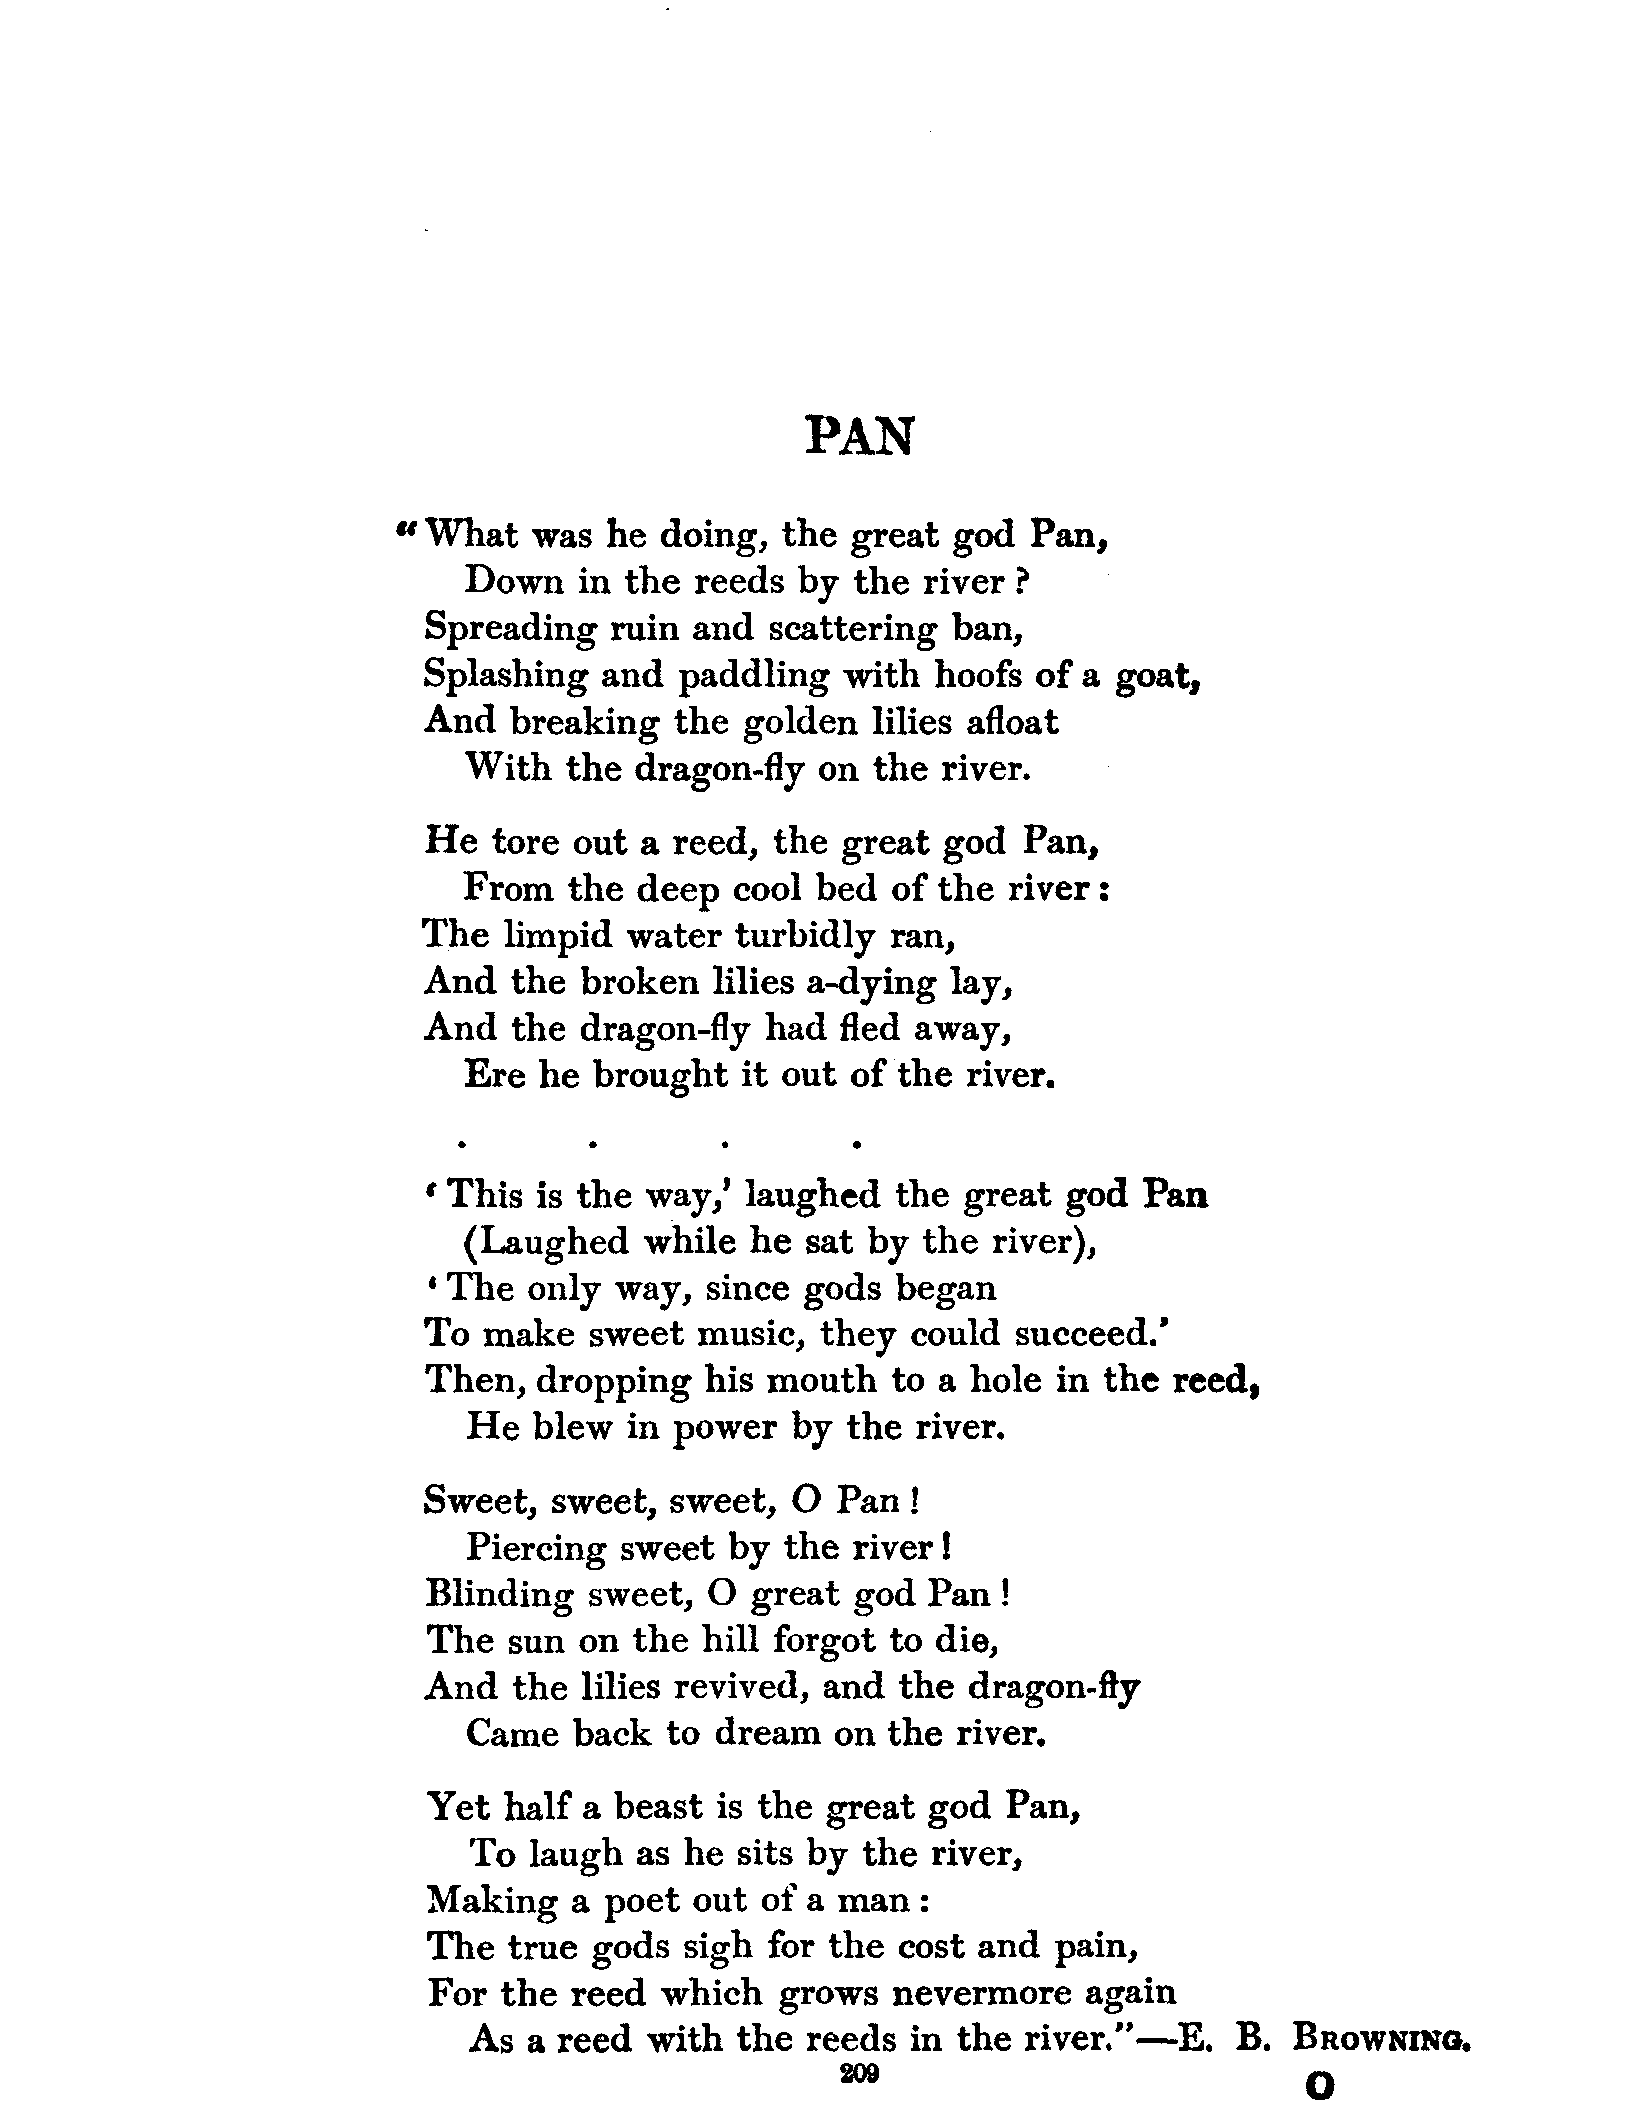 PAN
"What was he doing, the great god Pan,
Down in the reeds by the river?
Spreading ruin and scattering ban,
Splashing and paddling with hoofs of a goat,
And breaking the golden lilies afloat
With the dragon-fly on the river.
He tore out a reed, the great god Pan,
From the deep cool bed of the river:
The limpid water turbidly ran,
And the broken lilies a-dying lay,
And the dragon-fly had fled away,
Ere he brought it out of the river.
. . . .
'This is the way,' laughed the great god Pan
(Laughed while he sat by the river),
'The only way, since gods began
To make sweet music, they could succeed.'
Then, dropping his mouth to a hole in the reed,
He blew in power by the river.
Sweet, sweet, sweet, O Pan!
Piercing sweet by the river!
Blinding sweet, O great god Pan!
The sun on the hill forgot to die,
And the lilies revived, and the dragon-fly
Came back to dream on the river.
Yet half a beast is the great god Pan,
To laugh as he sits by the river,
Making a poet out of a man:
The true gods sigh for the cost and pain,
For the reed which grows nevermore again
As a reed with the reeds in the river."—E. B. BROWNING.
209
O